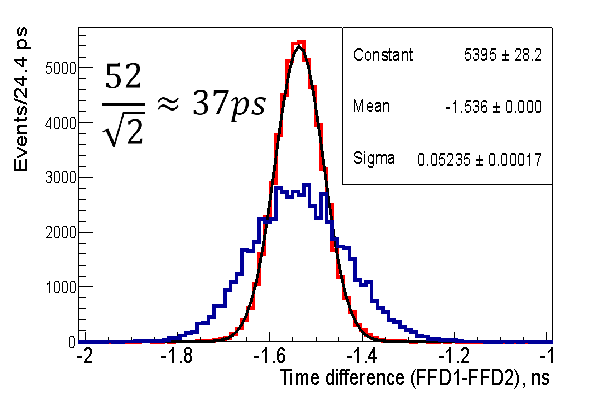 Events/24.4 ps
5000
4000
3000
2000
1000
0
52
√2
≈ 37ps
Constant 5395 ± 28.2
Mean -1.536 ± 0.000
Sigma 0.05235 ± 0.00017
-2 -1.8 -1.6 -1.4 -1.2 -1
Time difference (FFD1-FFD2), ns